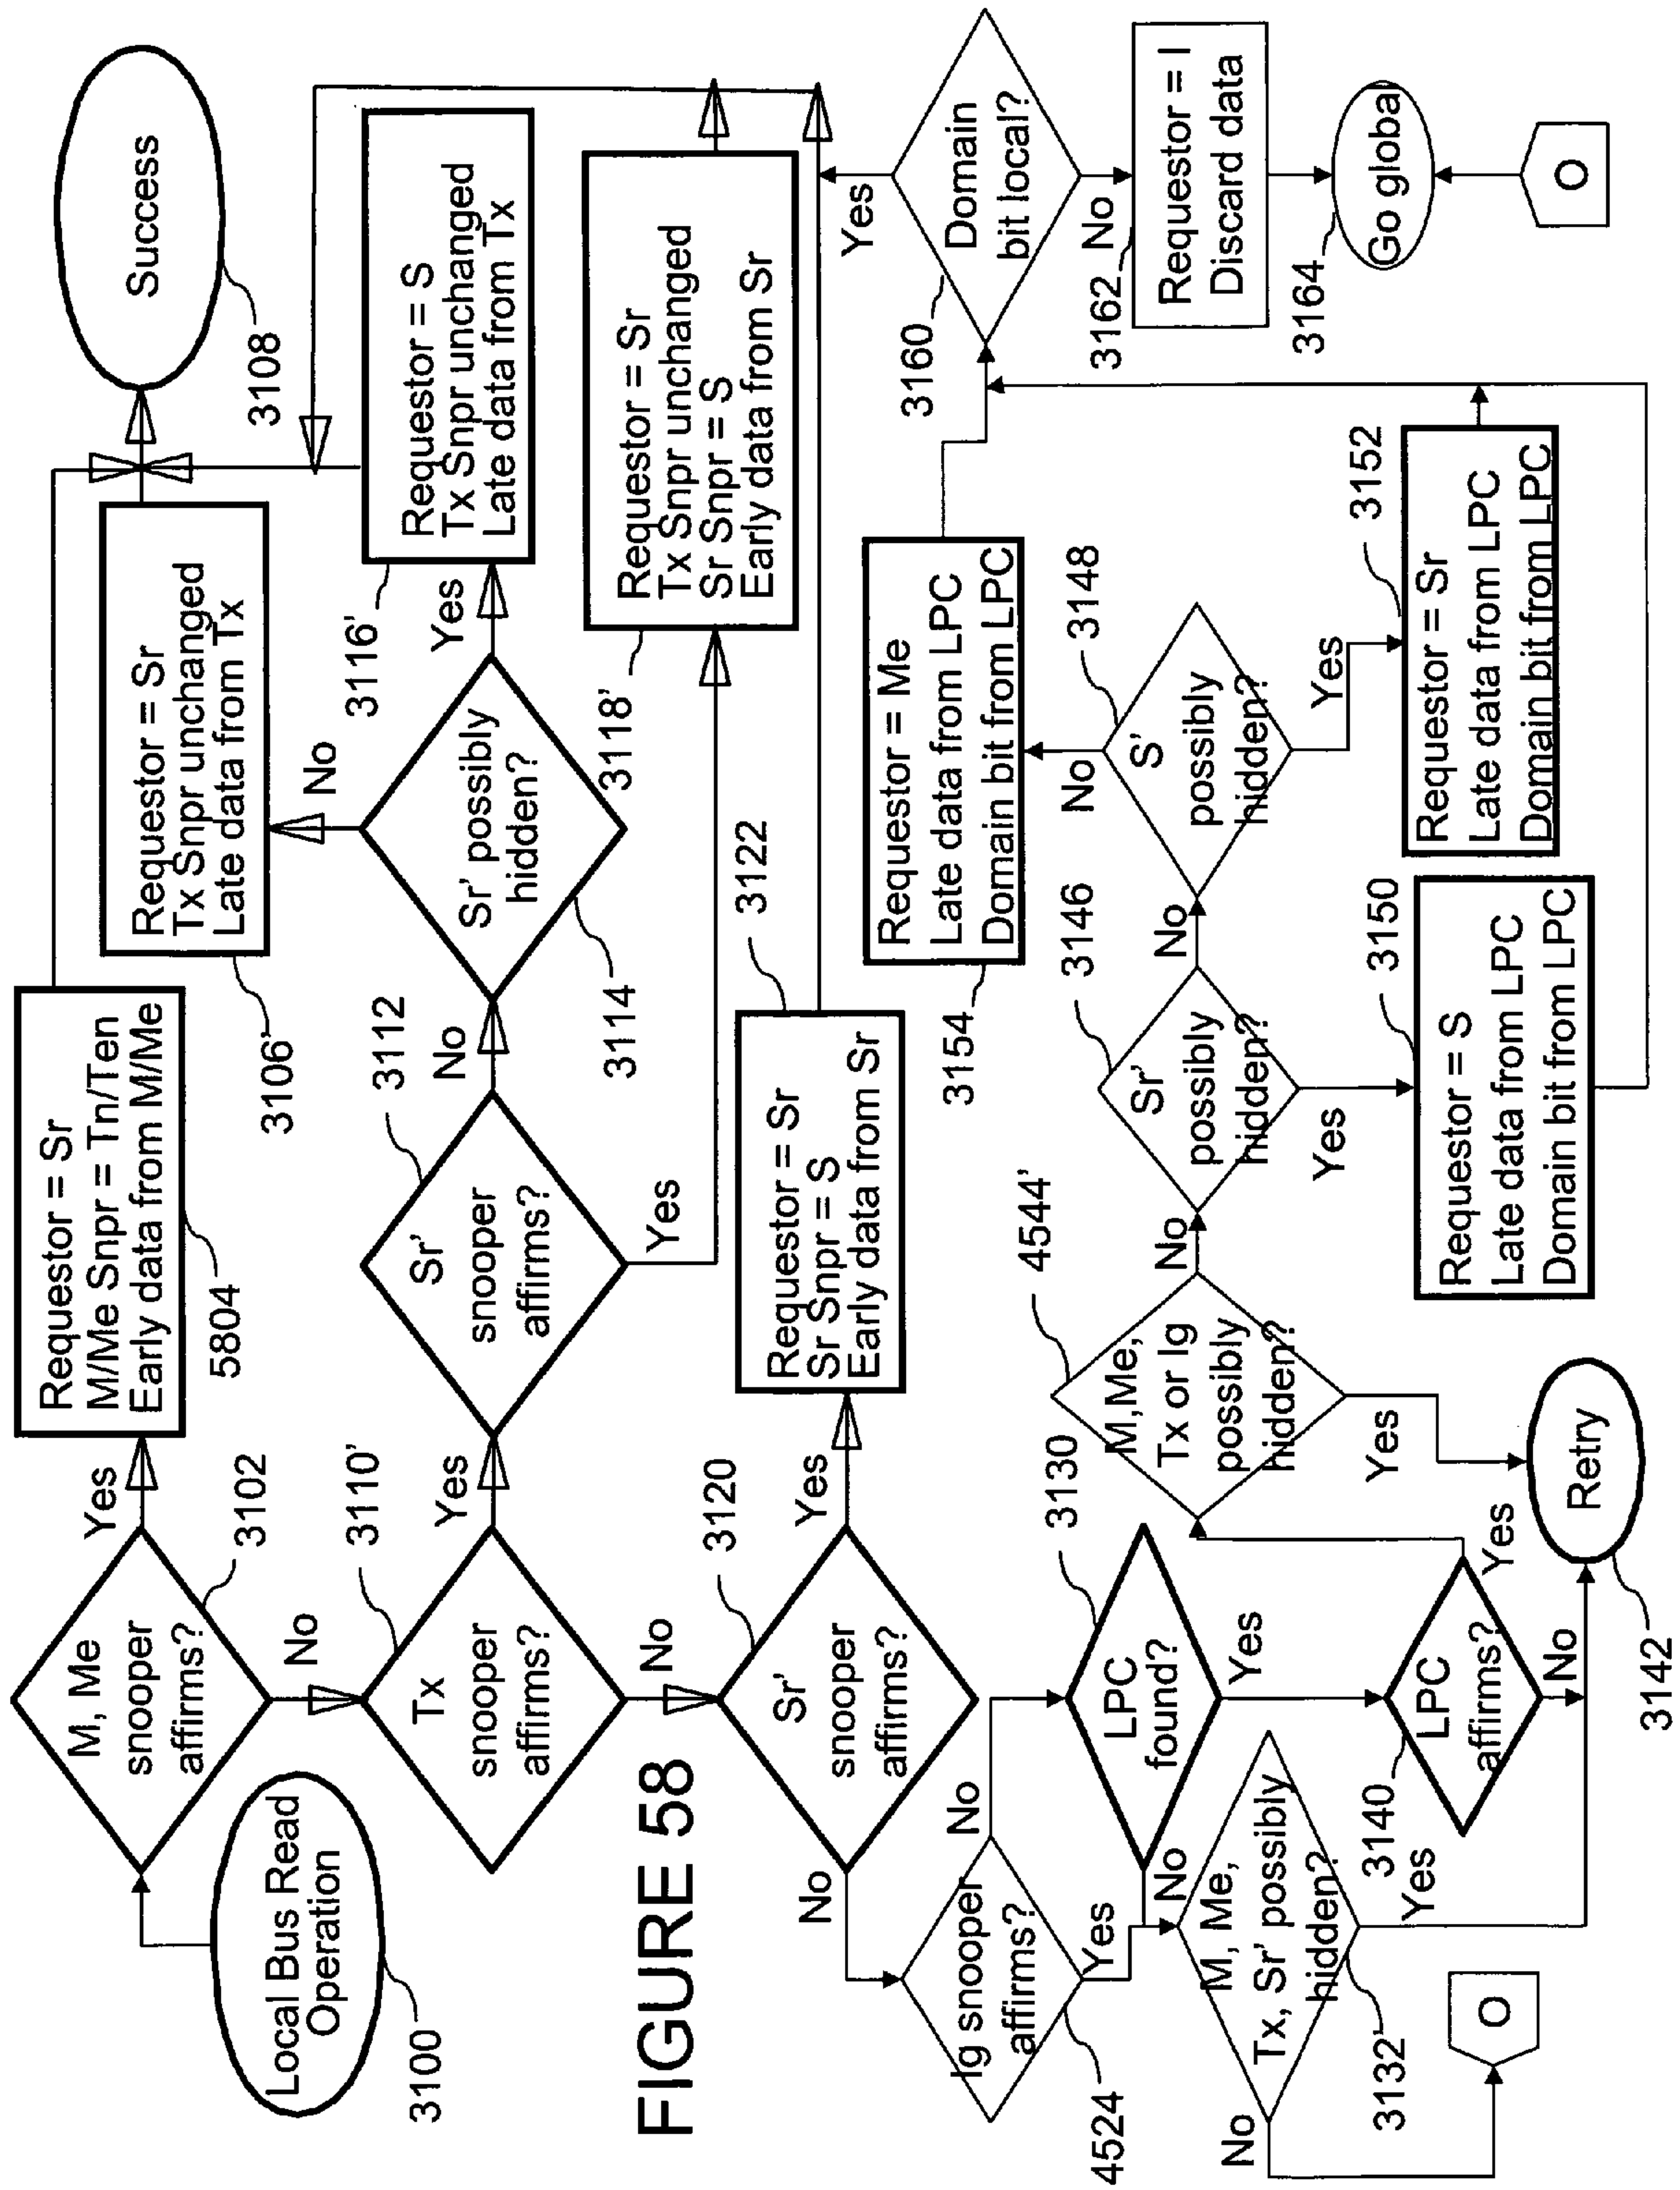 Local Bus Read
Operation
3100
M, Me
snooper
affirms?
3102
Yes
No
Requestor = Sr
M/Me Snpr = Tn/Ten
Early data from M/Me
5804
Success
3108
Tx
snooper
affirms?
3110'
Yes
No
Sr'
snooper
affirms?
3112
No
Yes
Sr' possibly
hidden?
3114
No
Yes
Requestor = Sr
Tx Snpr unchanged
Late data from Tx
3106'
Requestor = S
Tx Snpr unchanged
Late data from Tx
3116'
Requestor = Sr
Tx Snpr unchanged
Sr Snpr = S
Early data from Sr
3118'
FIGURE 58
Sr'
snooper
affirms?
3120
Yes
No
Requestor = Sr
Sr Snpr = S
Early data from Sr
3122
Ig snooper
affirms?
4524
No
Yes
LPC
found?
3130
No
Yes
M, Me,
Tx, Sr' possibly
hidden?
3132'
No
Yes
O
LPC
affirms?
3140
Yes
No
Retry
3142
M,Me,
Tx or Ig
possibly
hidden?
4544'
No
Yes
Sr'
possibly
hidden?
3146
No
Yes
S'
possibly
hidden?
3148
No
Yes
Requestor = S
Late data from LPC
Domain bit from LPC
3150
Requestor = Sr
Late data from LPC
Domain bit from LPC
3152
Requestor = Me
Late data from LPC
Domain bit from LPC
3154
Domain
bit local?
3160
Yes
No
Requestor = I
Discard data
3162
Go global
3164
O